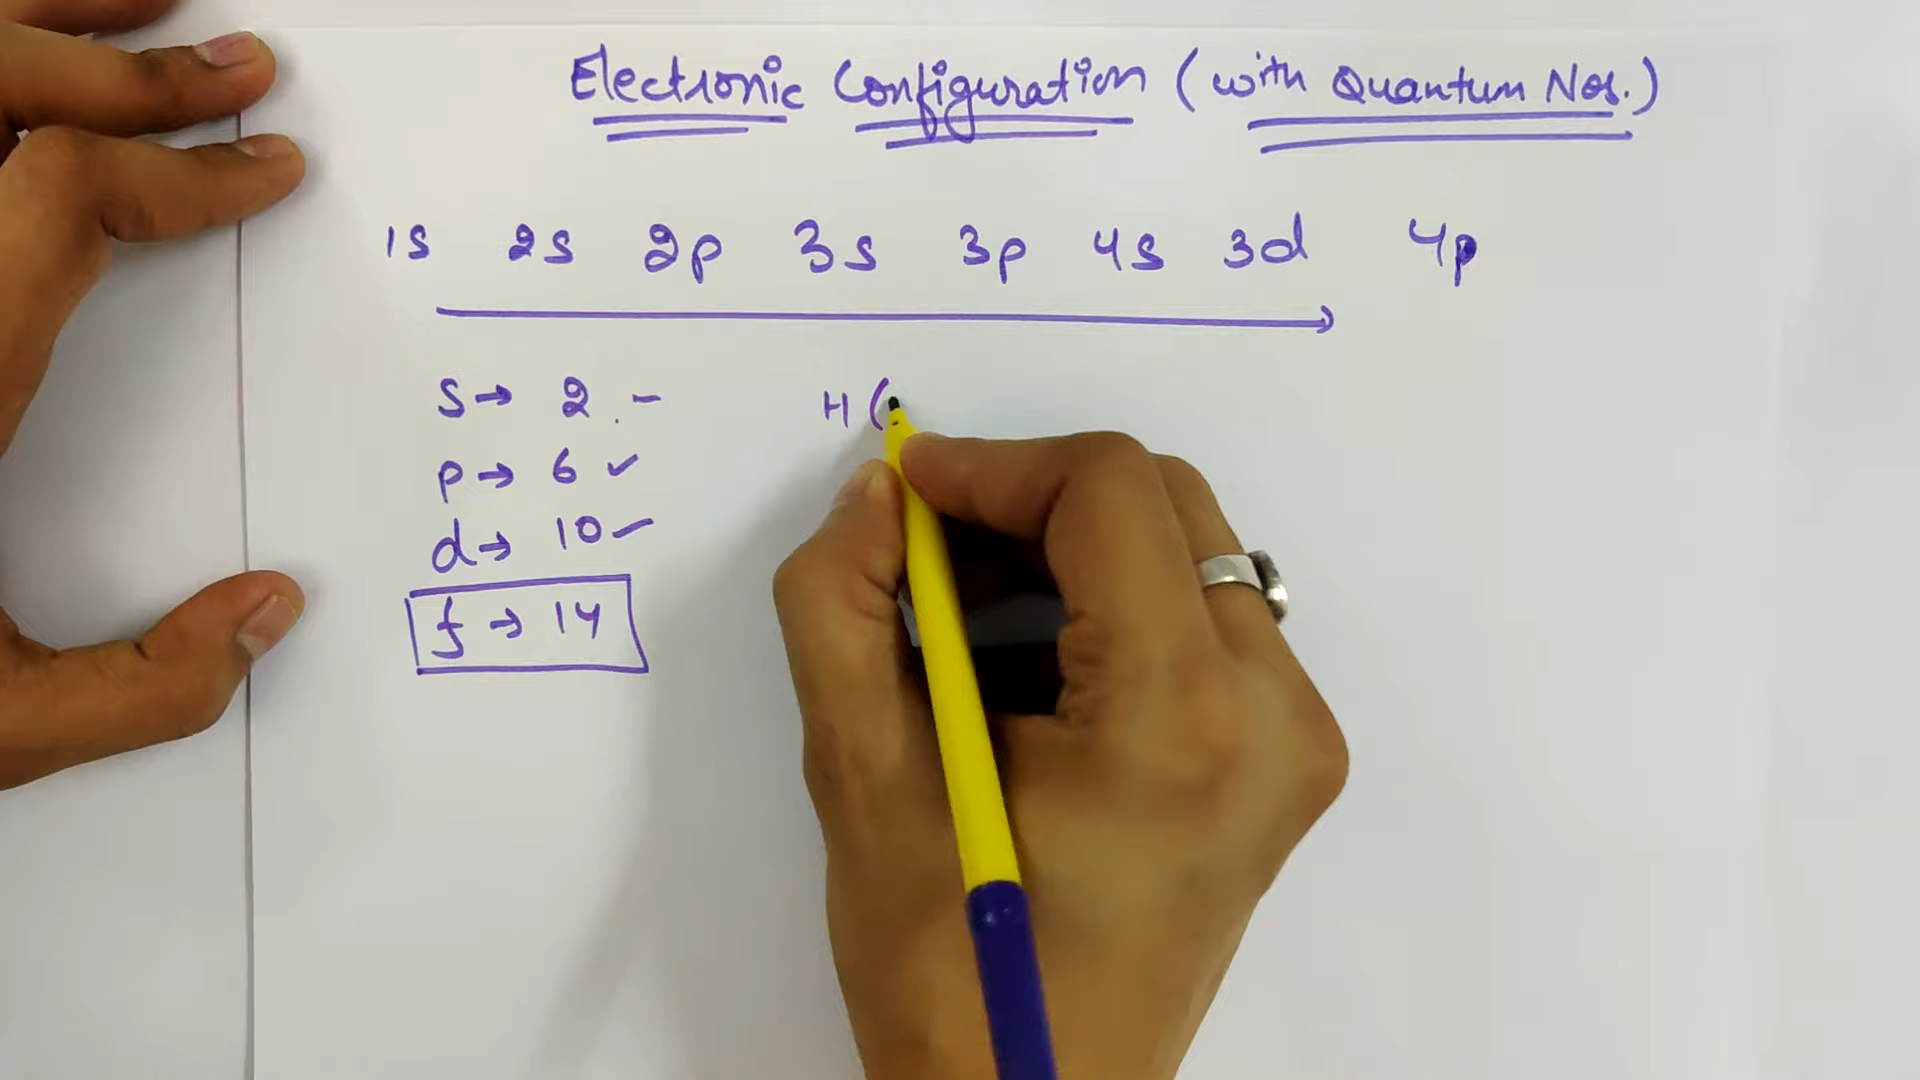 Electronic Configuration (with Quantum Nos.)
1s 2s 2p 3s 3p 4s 3d 4p
s → 2 -
p → 6 ✓
d → 10 ✓
f → 14
H (